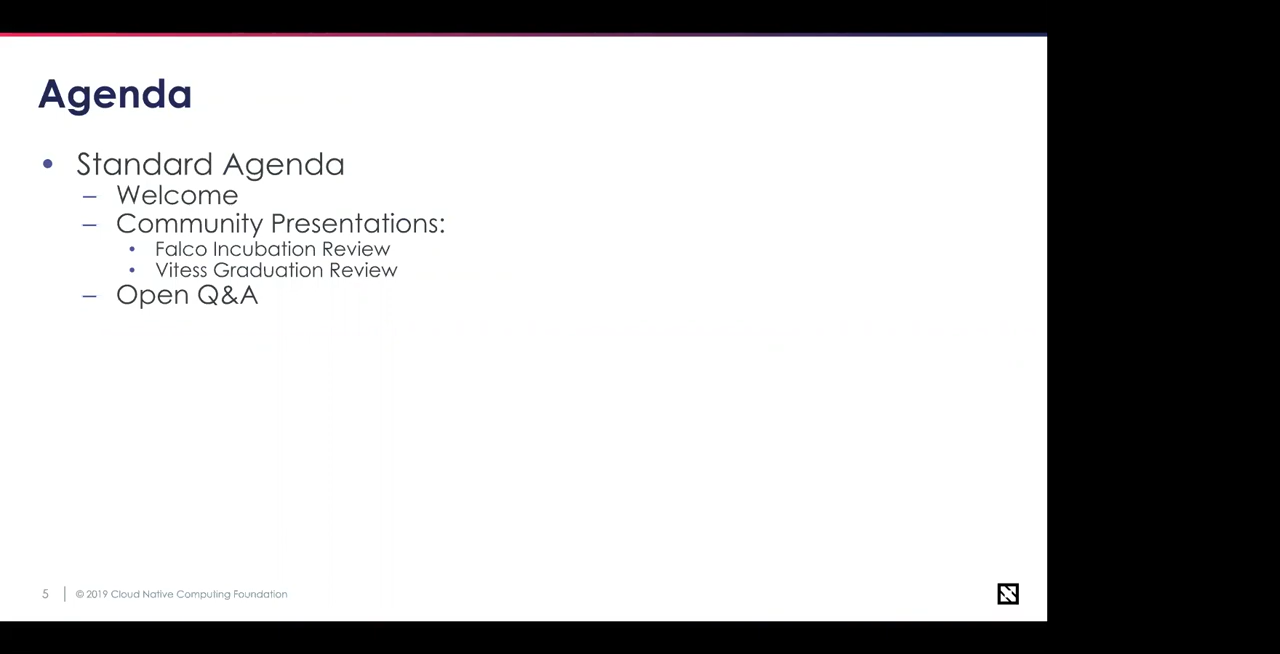 Agenda
• Standard Agenda
– Welcome
– Community Presentations:
• Falco Incubation Review
• Vitess Graduation Review
– Open Q&A
5 | © 2019 Cloud Native Computing Foundation